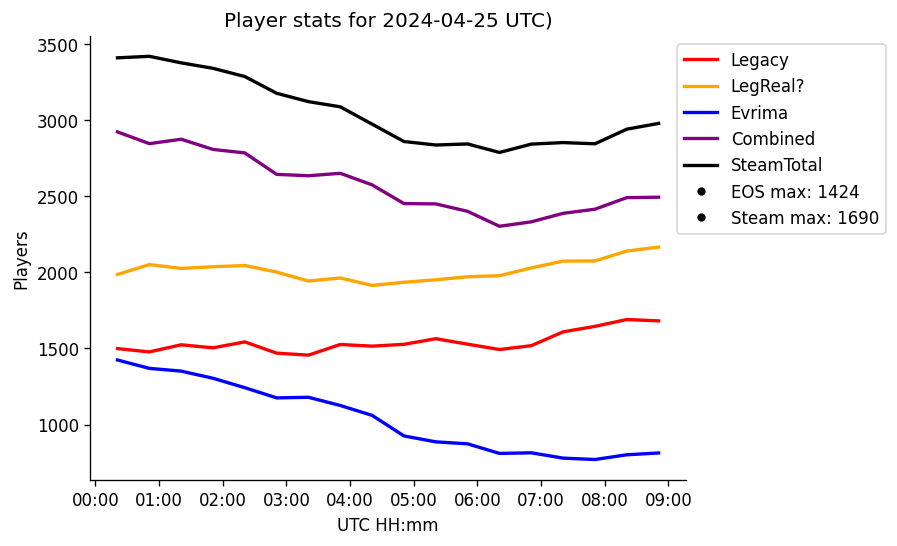 Player stats for 2024-04-25 UTC)
3500
3000
2500
2000
1500
1000
Players
00:00 01:00 02:00 03:00 04:00 05:00 06:00 07:00 08:00 09:00
UTC HH:mm
Legacy
LegReal?
Evrima
Combined
SteamTotal
EOS max: 1424
Steam max: 1690